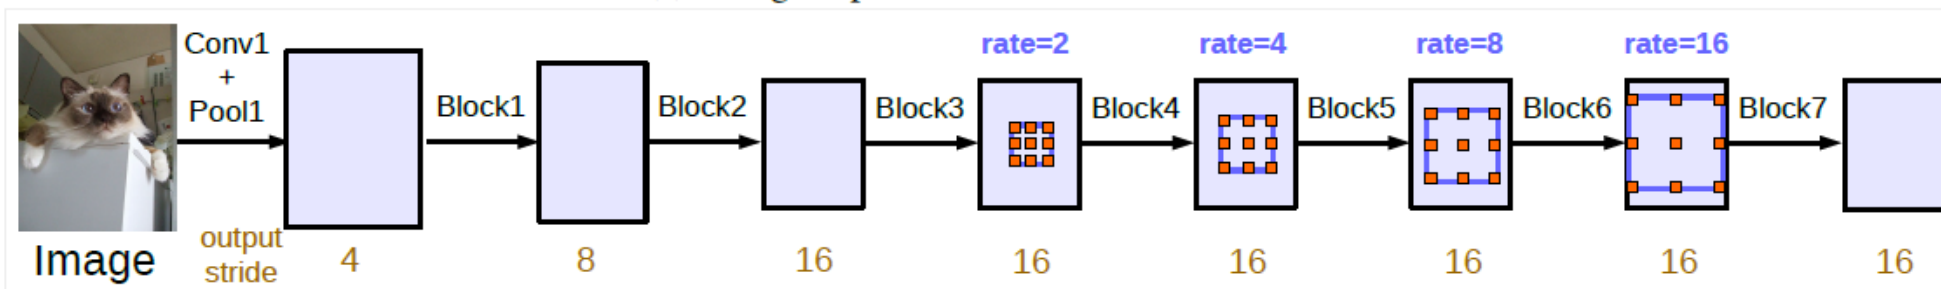 Conv1
+
Pool1
Block1
Block2
Block3
Block4
Block5
Block6
Block7
rate=2
rate=4
rate=8
rate=16
Image
output
stride
4
8
16
16
16
16
16
16